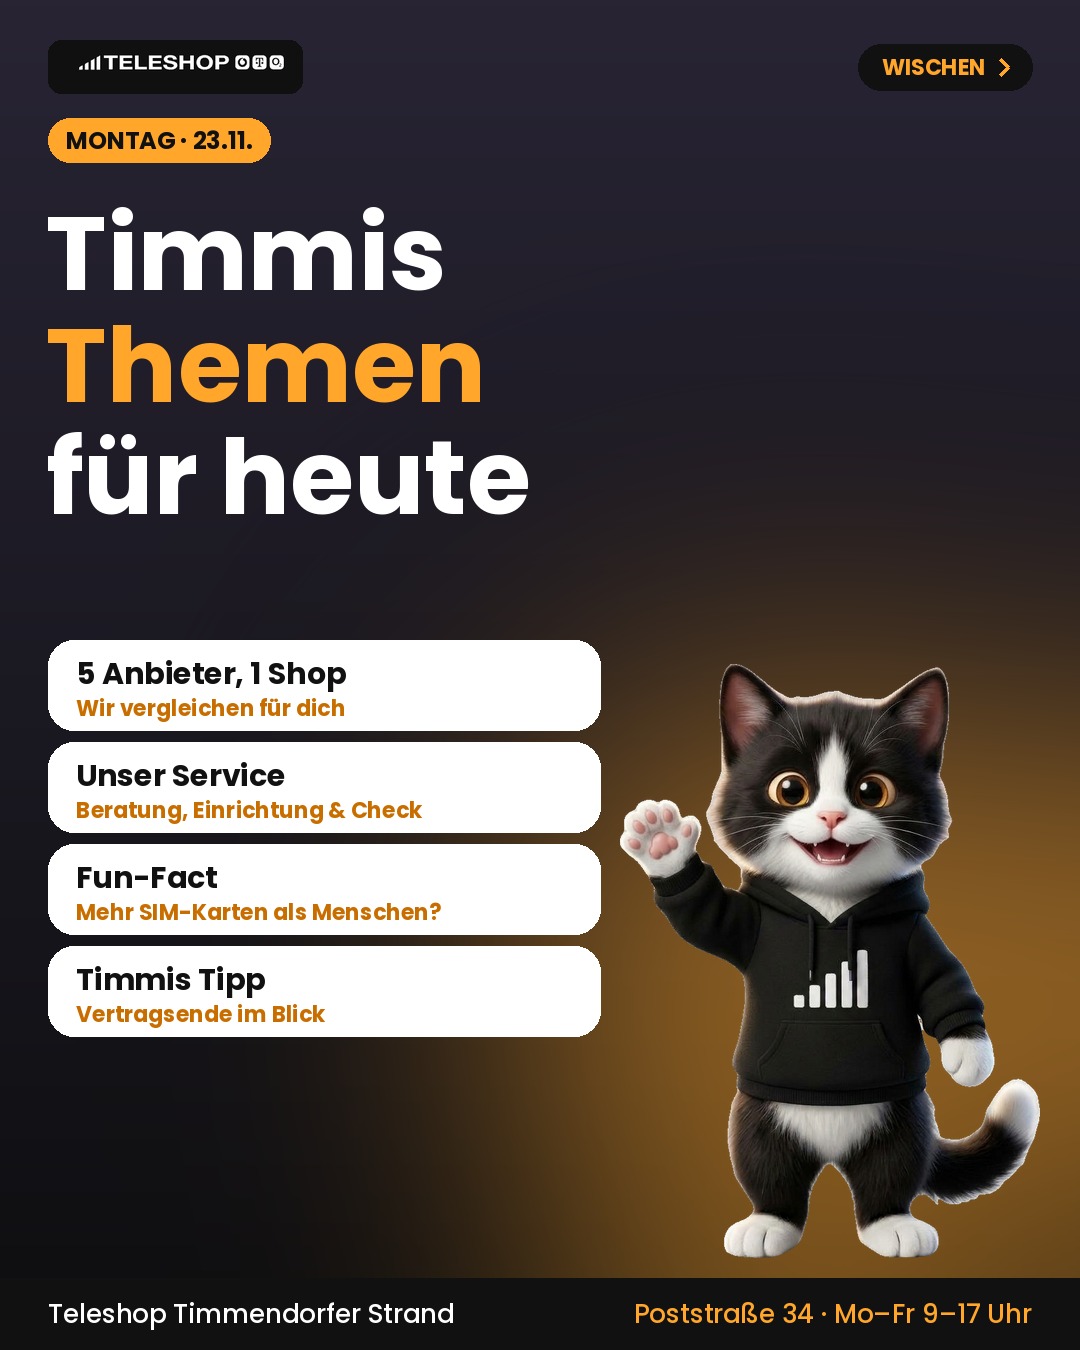 TELESHOP
WISCHEN
MONTAG · 23.11.
Timmis
Themen
für heute
5 Anbieter, 1 Shop
Wir vergleichen für dich
Unser Service
Beratung, Einrichtung & Check
Fun-Fact
Mehr SIM-Karten als Menschen?
Timmis Tipp
Vertragsende im Blick
Teleshop Timmendorfer Strand
Poststraße 34 · Mo–Fr 9–17 Uhr